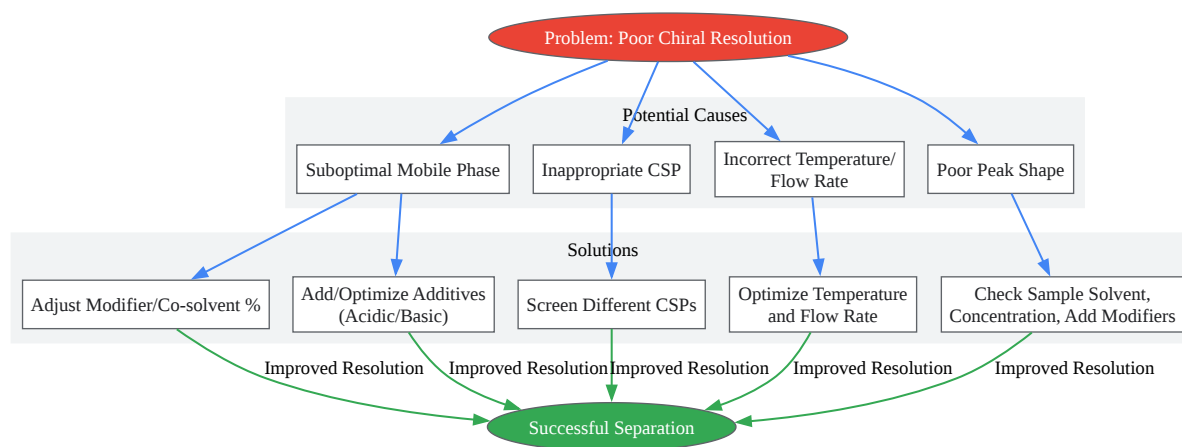 Problem: Poor Chiral Resolution
Potential Causes
Suboptimal Mobile Phase
Inappropriate CSP
Incorrect Temperature/
Flow Rate
Poor Peak Shape
Solutions
Adjust Modifier/Co-solvent %
Add/Optimize Additives
(Acidic/Basic)
Screen Different CSPs
Optimize Temperature
and Flow Rate
Check Sample Solvent,
Concentration, Add Modifiers
Improved Resolution
Improved Resolution
Improved Resolution
Improved Resolution
Improved Resolution
Successful Separation